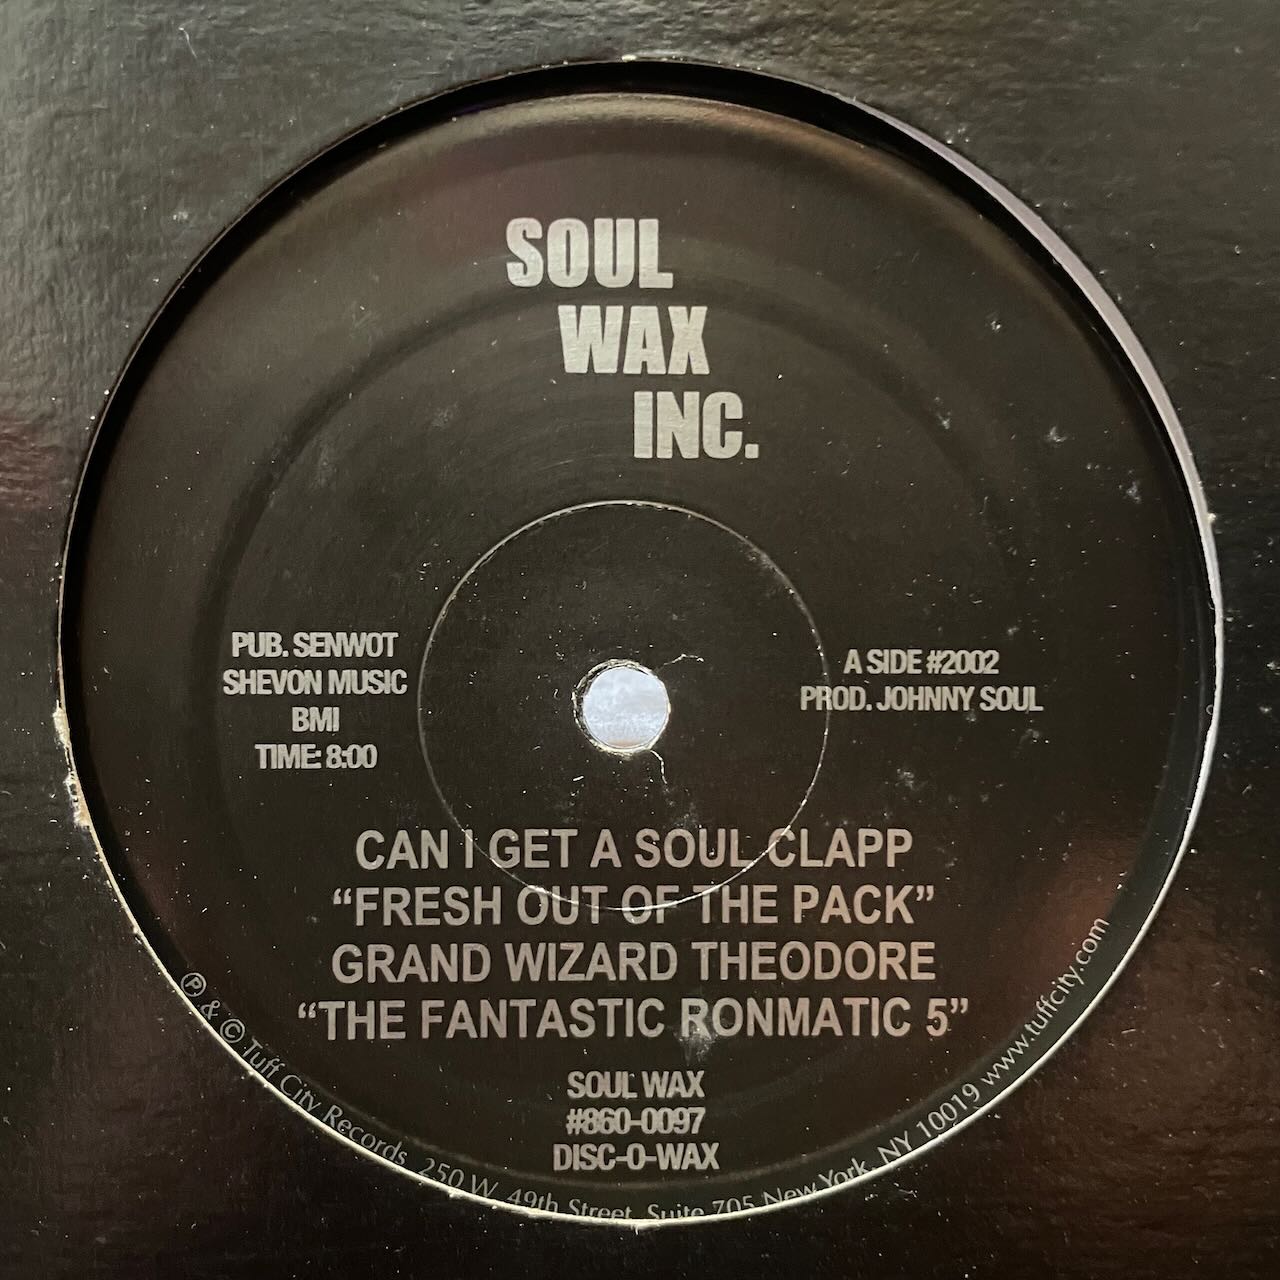 SOUL
WAX
INC.
PUB. SENWOT
SHEVON MUSIC
BMI
TIME: 8:00
A SIDE #2002
PROD. JOHNNY SOUL
CAN I GET A SOUL CLAPP
“FRESH OUT OF THE PACK”
GRAND WIZARD THEODORE
“THE FANTASTIC RONMATIC 5”
SOUL WAX
#860-0097
DISC-O-WAX
℗ & © Tuff City Records, 250 W. 49th Street, Suite 705 New York, NY 10019 www.tuffcity.com